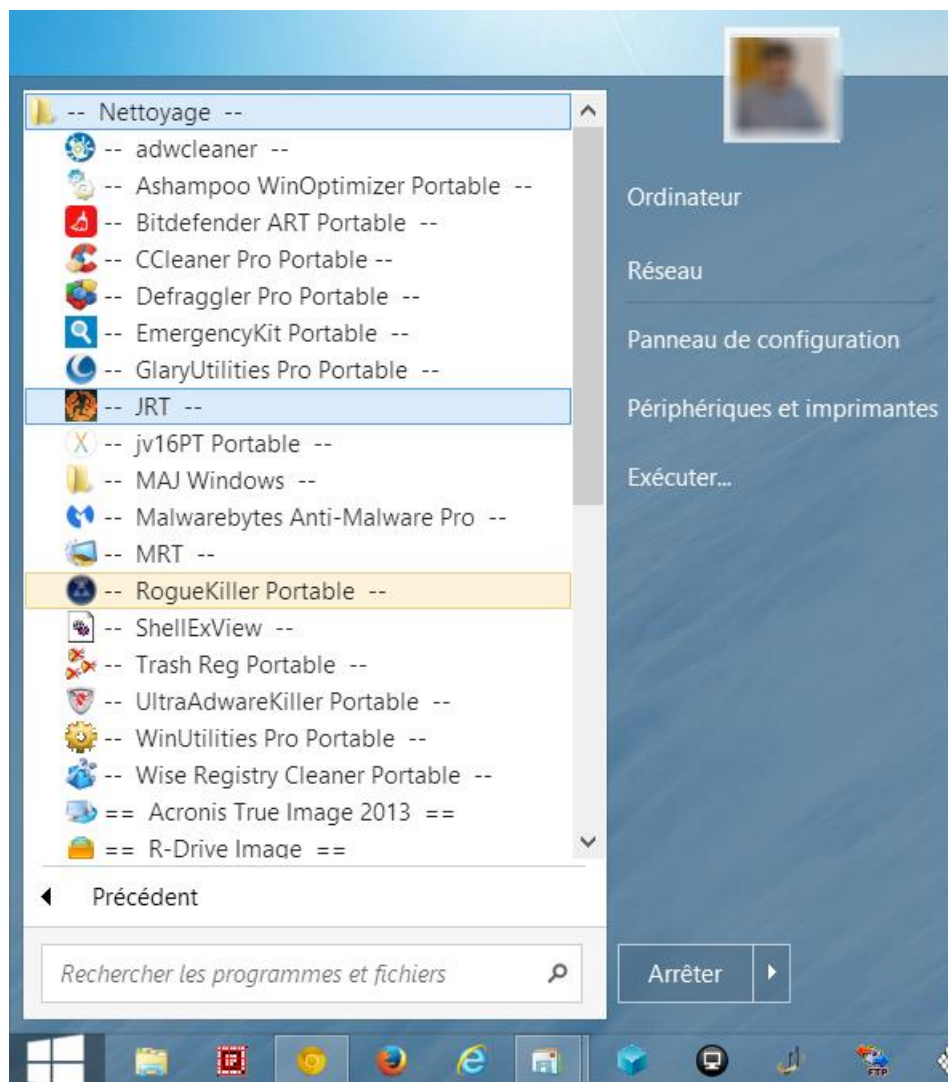 -- Nettoyage --
-- adwcleaner --
-- Ashampoo WinOptimizer Portable --
-- Bitdefender ART Portable --
-- CCleaner Pro Portable --
-- Defraggler Pro Portable --
-- EmergencyKit Portable --
-- GlaryUtilities Pro Portable --
-- JRT --
-- jv16PT Portable --
-- MAJ Windows --
-- Malwarebytes Anti-Malware Pro --
-- MRT --
-- RogueKiller Portable --
-- ShellExView --
-- Trash Reg Portable --
-- UltraAdwareKiller Portable --
-- WinUtilities Pro Portable --
-- Wise Registry Cleaner Portable --
== Acronis True Image 2013 ==
== R-Drive Image ==
Précédent
Rechercher les programmes et fichiers
Ordinateur
Réseau
Panneau de configuration
Périphériques et imprimantes
Exécuter...
Arrêter
FTP